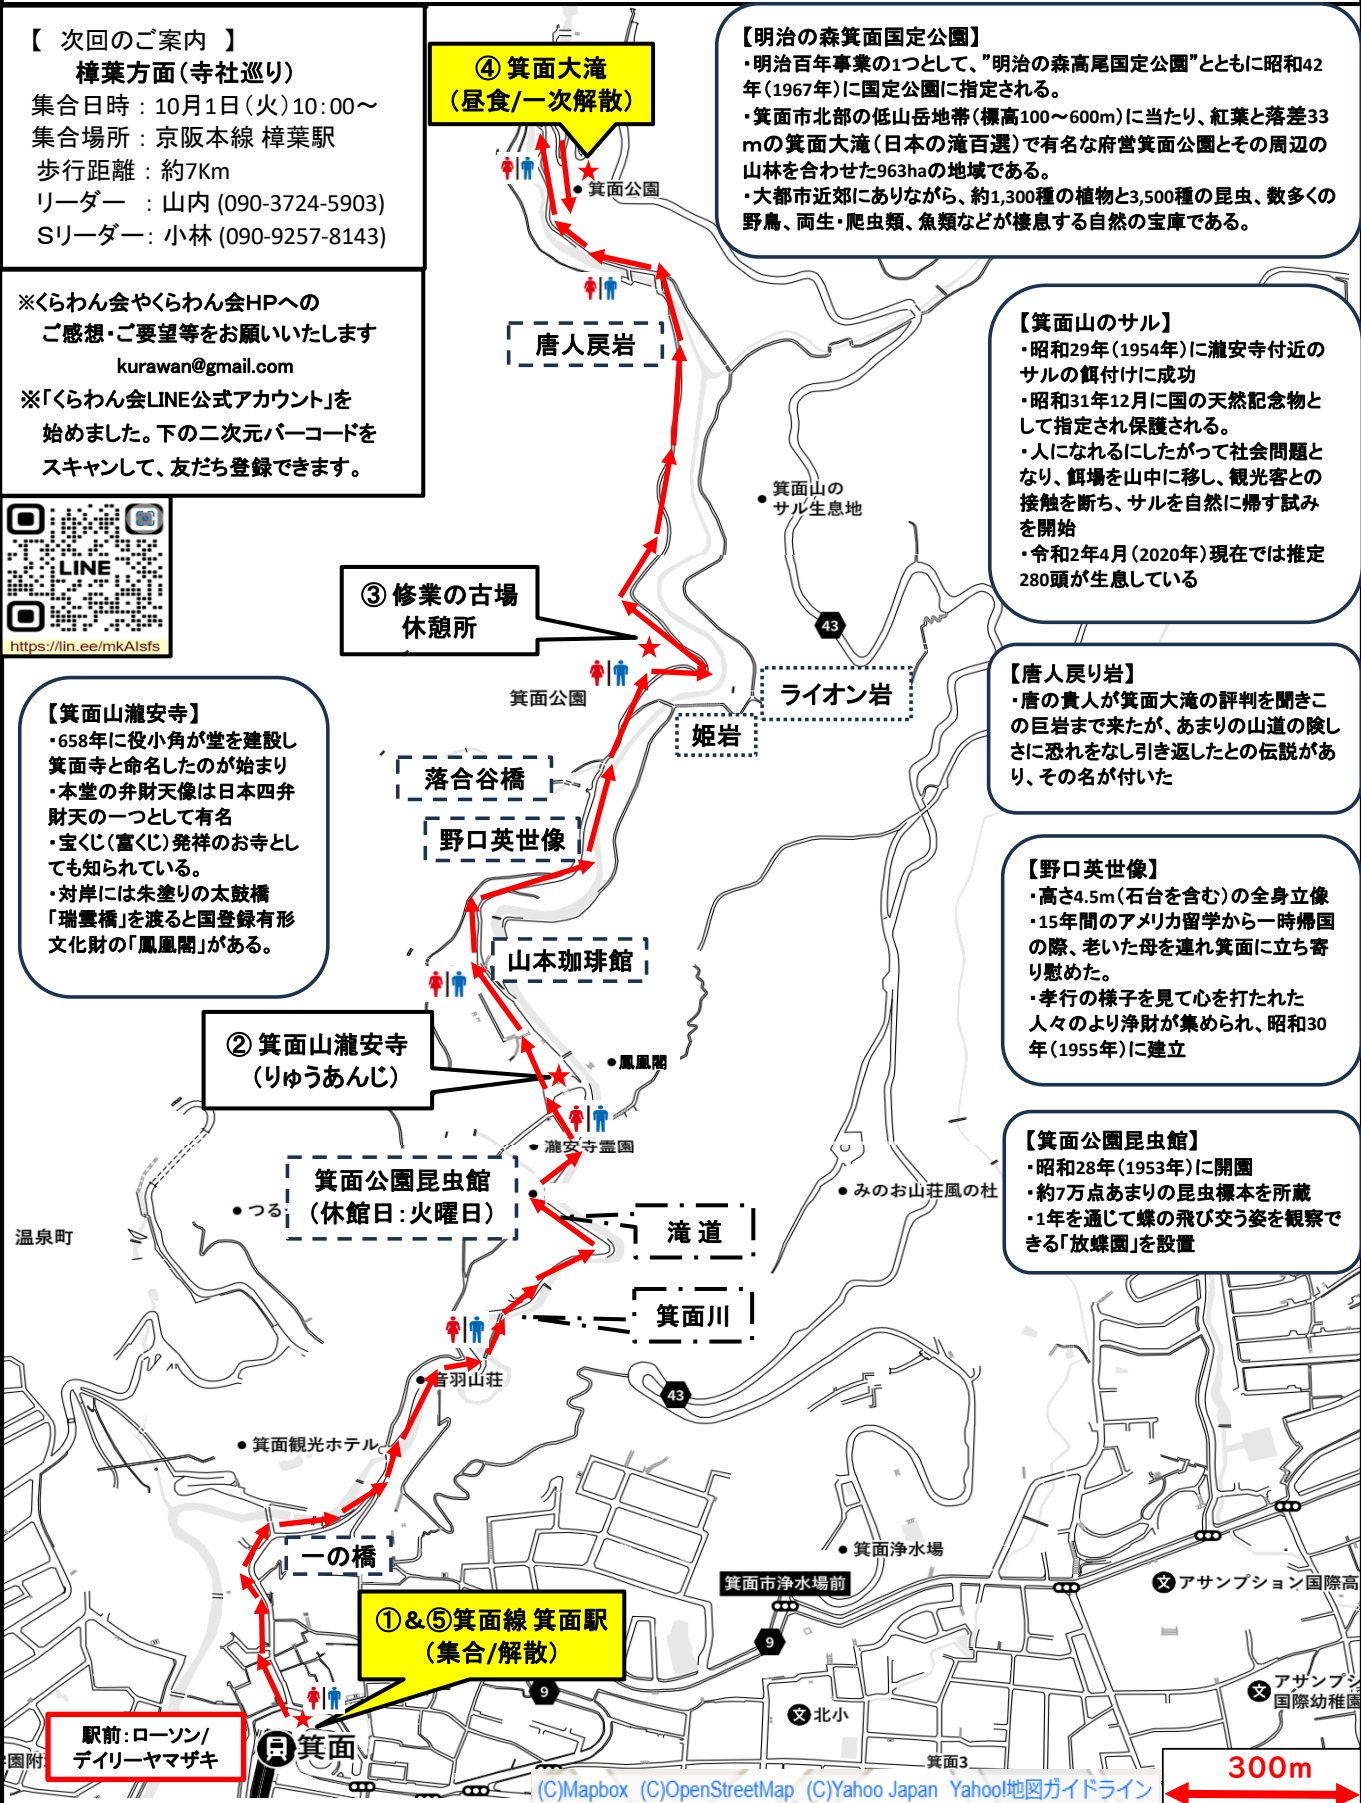 【 次回のご案内 】
樟葉方面(寺社巡り)
集合日時：10月1日(火)10:00～
集合場所：京阪本線 樟葉駅
歩行距離：約7Km
リーダー ：山内 (090-3724-5903)
Sリーダー：小林 (090-9257-8143)
※くらわん会やくらわん会HPへの
ご感想・ご要望等をお願いいたします
kurawan@gmail.com
※「くらわん会LINE公式アカウント」を
始めました。下の二次元バーコードを
スキャンして、友だち登録できます。
LINE
https://lin.ee/mkAIsfs
④ 箕面大滝
(昼食/一次解散)
【明治の森箕面国定公園】
・明治百年事業の1つとして、”明治の森高尾国定公園”とともに昭和42
年(1967年)に国定公園に指定される。
・箕面市北部の低山岳地帯(標高100～600m)に当たり、紅葉と落差33
mの箕面大滝(日本の滝百選)で有名な府営箕面公園とその周辺の
山林を合わせた963haの地域である。
・大都市近郊にありながら、約1,300種の植物と3,500種の昆虫、数多くの
野鳥、両生・爬虫類、魚類などが棲息する自然の宝庫である。
箕面公園
唐人戻岩
【箕面山のサル】
・昭和29年(1954年)に瀧安寺付近の
サルの餌付けに成功
・昭和31年12月に国の天然記念物と
して指定され保護される。
・人になれるにしたがって社会問題と
なり、餌場を山中に移し、観光客との
接触を断ち、サルを自然に帰す試み
を開始
・令和2年4月(2020年)現在では推定
280頭が生息している
箕面山の
サル生息地
③ 修業の古場
休憩所
43
箕面公園
ライオン岩
姫岩
【唐人戻り岩】
・唐の貴人が箕面大滝の評判を聞きこ
の巨岩まで来たが、あまりの山道の険し
さに恐れをなし引き返したとの伝説があ
り、その名が付いた
【箕面山瀧安寺】
・658年に役小角が堂を建設し
箕面寺と命名したのが始まり
・本堂の弁財天像は日本四弁
財天の一つとして有名
・宝くじ(富くじ)発祥のお寺とし
ても知られている。
・対岸には朱塗りの太鼓橋
「瑞雲橋」を渡ると国登録有形
文化財の「鳳凰閣」がある。
落合谷橋
野口英世像
【野口英世像】
・高さ4.5m(石台を含む)の全身立像
・15年間のアメリカ留学から一時帰国
の際、老いた母を連れ箕面に立ち寄
り慰めた。
・孝行の様子を見て心を打たれた
人々のより浄財が集められ、昭和30
年(1955年)に建立
山本珈琲館
② 箕面山瀧安寺
(りゅうあんじ)
鳳凰閣
瀧安寺霊園
箕面公園昆虫館
(休館日:火曜日)
つる
温泉町
みのお山荘風の杜
【箕面公園昆虫館】
・昭和28年(1953年)に開園
・約7万点あまりの昆虫標本を所蔵
・1年を通じて蝶の飛び交う姿を観察で
きる「放蝶園」を設置
滝 道
箕面川
音羽山荘
43
箕面観光ホテル
一の橋
箕面浄水場
箕面市浄水場前
文 アサンプション国際高
①&⑤箕面線 箕面駅
(集合/解散)
9
9
文 北小
文 アサンプシ
国際幼稚園
駅前:ローソン/
デイリーヤマザキ
箕面
園附
箕面3
300m
(C)Mapbox (C)OpenStreetMap (C)Yahoo Japan Yahoo!地図ガイドライン